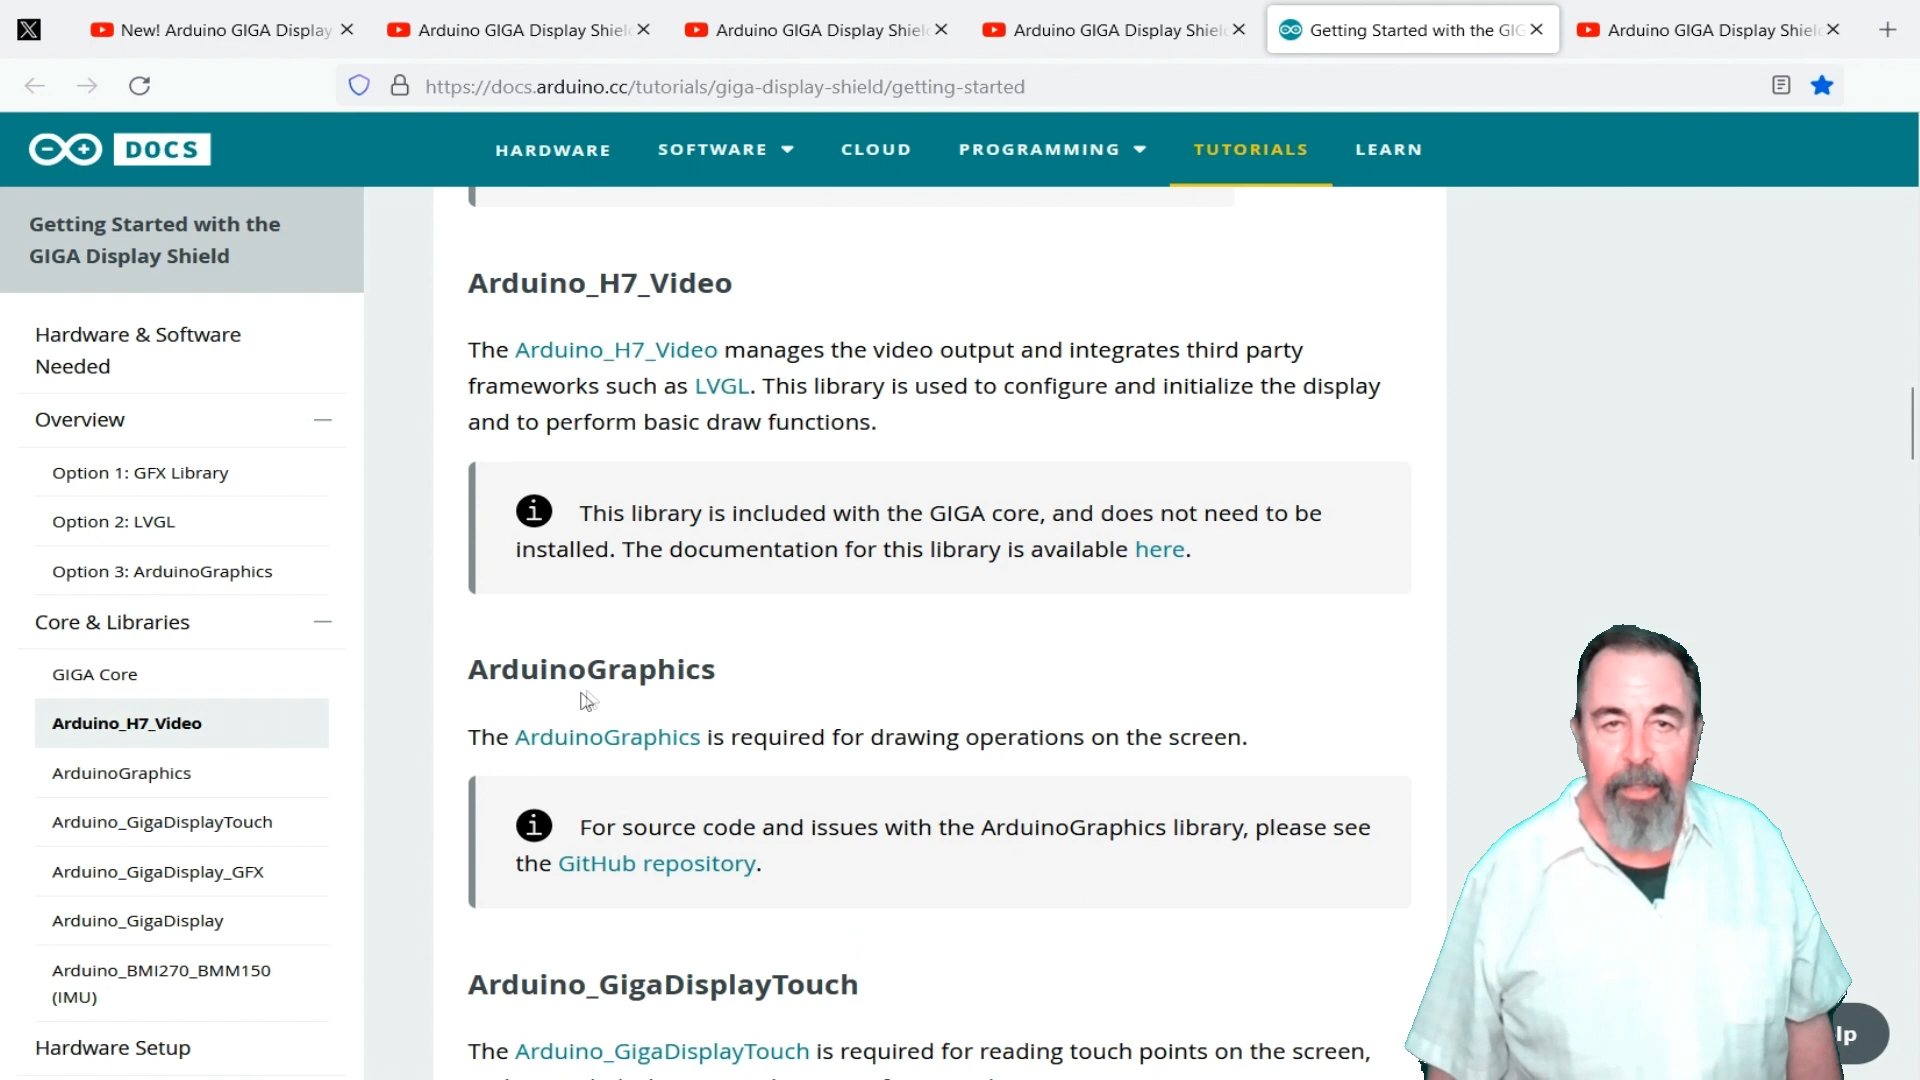 New! Arduino GIGA Display
Arduino GIGA Display Shiel
Arduino GIGA Display Shiel
Arduino GIGA Display Shiel
Getting Started with the GIG
Arduino GIGA Display Shiel
https://docs.arduino.cc/tutorials/giga-display-shield/getting-started
DOCS
HARDWARE
SOFTWARE
CLOUD
PROGRAMMING
TUTORIALS
LEARN
Getting Started with the
GIGA Display Shield
Hardware & Software
Needed
Overview
Option 1: GFX Library
Option 2: LVGL
Option 3: ArduinoGraphics
Core & Libraries
GIGA Core
Arduino_H7_Video
ArduinoGraphics
Arduino_GigaDisplayTouch
Arduino_GigaDisplay_GFX
Arduino_GigaDisplay
Arduino_BMI270_BMM150
(IMU)
Hardware Setup
Arduino_H7_Video
The Arduino_H7_Video manages the video output and integrates third party
frameworks such as LVGL. This library is used to configure and initialize the display
and to perform basic draw functions.
This library is included with the GIGA core, and does not need to be
installed. The documentation for this library is available here.
ArduinoGraphics
The ArduinoGraphics is required for drawing operations on the screen.
For source code and issues with the ArduinoGraphics library, please see
the GitHub repository.
Arduino_GigaDisplayTouch
The Arduino_GigaDisplayTouch is required for reading touch points on the screen,
lp